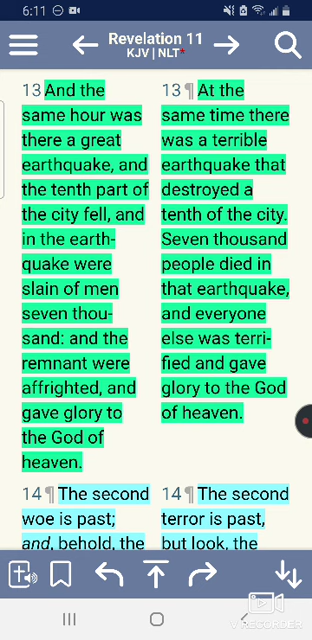 6:11
Revelation 11
KJV | NLT*
13 And the
same hour was
there a great
earthquake, and
the tenth part of
the city fell, and
in the earth-
quake were
slain of men
seven thou-
sand: and the
remnant were
affrighted, and
gave glory to
the God of
heaven.
14 ¶ The second
woe is past;
and, behold, the
13 ¶ At the
same time there
was a terrible
earthquake that
destroyed a
tenth of the city.
Seven thousand
people died in
that earthquake,
and everyone
else was terri-
fied and gave
glory to the God
of heaven.
14 ¶ The second
terror is past,
but look, the
V RECORDER